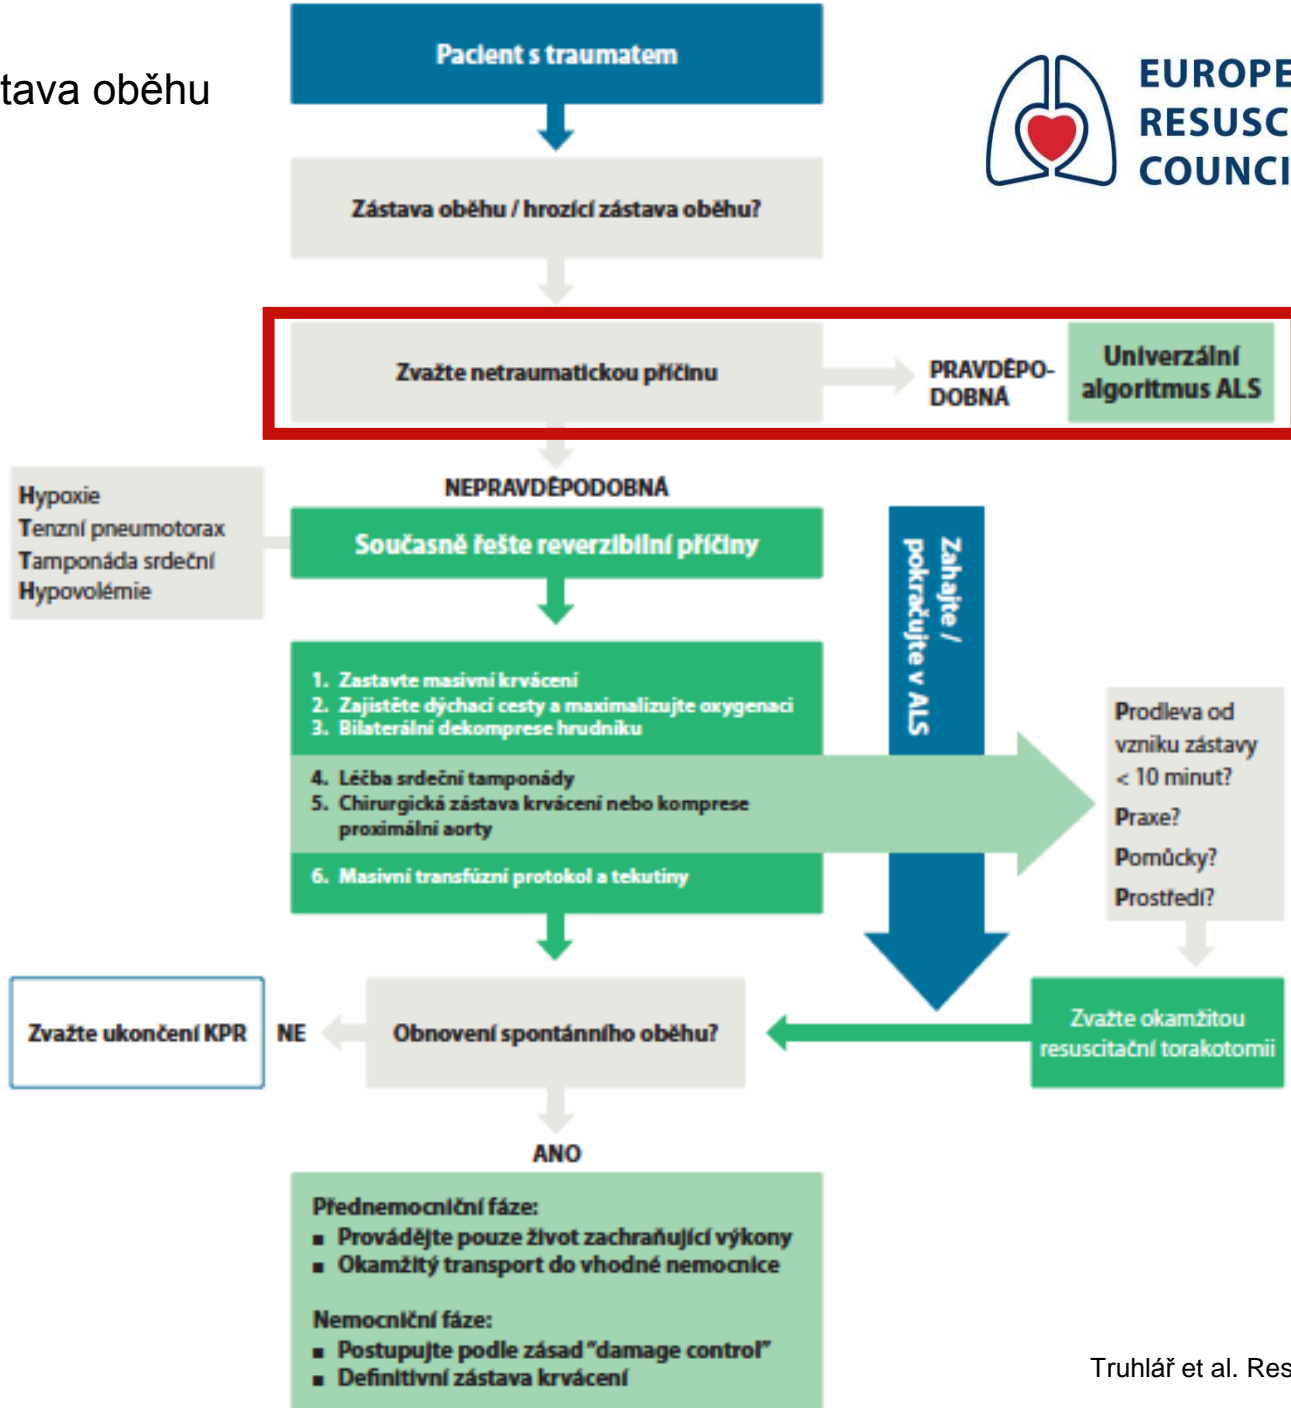 tava oběhu
Pacient s traumatem
EUROPE
RESUSC
COUNCI
Zástava oběhu / hrozící zástava oběhu?
Zvažte netraumatickou příčinu
PRAVDĚPO-
DOBNÁ
Univerzální
algoritmus ALS
NEPRAVDĚPODOBNÁ
Hypoxie
Tenzní pneumotorax
Tamponáda srdeční
Hypovolémie
Současně řešte reverzibilní příčiny
Zahajte /
pokračujte v ALS
1. Zastavte masivní krvácení
2. Zajistěte dýchací cesty a maximalizujte oxygenaci
3. Bilaterální dekomprese hrudníku
4. Léčba srdeční tamponády
5. Chirurgická zástava krvácení nebo komprese
proximální aorty
6. Masivní transfúzní protokol a tekutiny
Prodleva od
vzniku zástavy
< 10 minut?
Praxe?
Pomůcky?
Prostředí?
Zvažte ukončení KPR
NE
Obnovení spontánního oběhu?
Zvažte okamžitou
resuscitační torakotomii
ANO
Přednemocniční fáze:
▪ Provádějte pouze život zachraňující výkony
▪ Okamžitý transport do vhodné nemocnice
Nemocniční fáze:
▪ Postupujte podle zásad "damage control"
▪ Definitivní zástava krvácení
Truhlář et al. Res